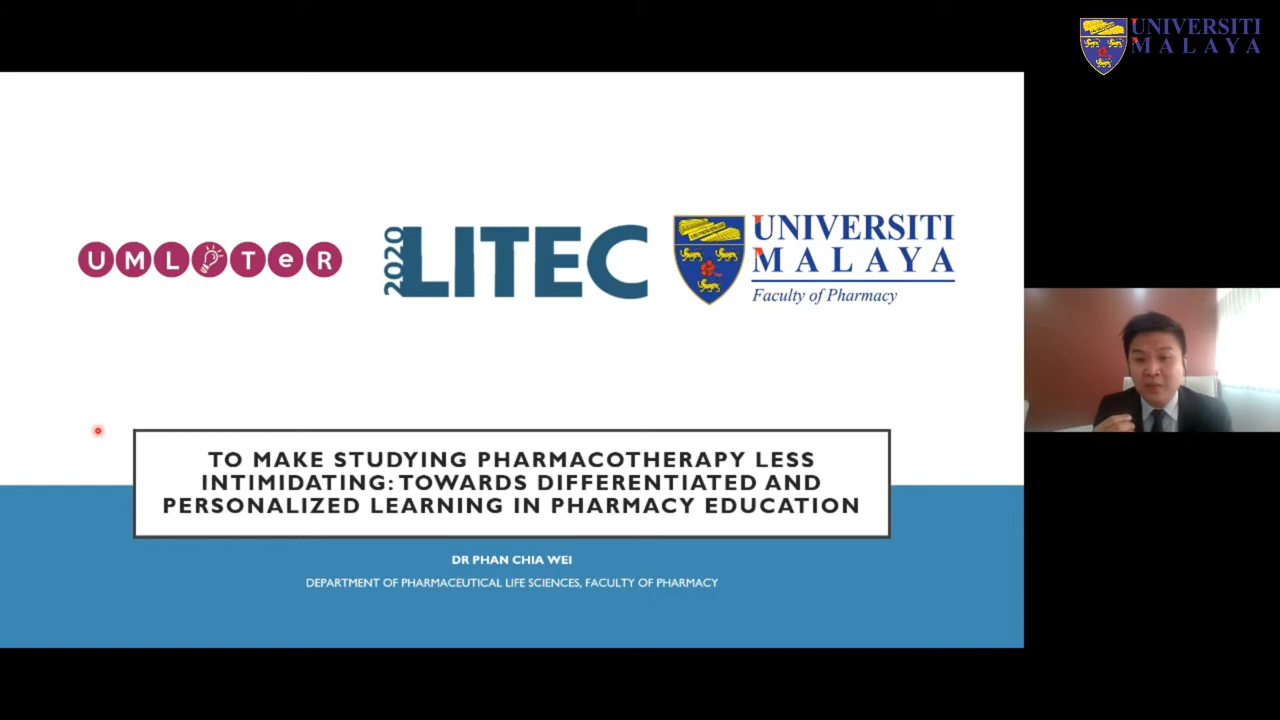 UNIVERSITI
MALAYA
UMLiTeR
2020 LITEC
UNIVERSITI
MALAYA
Faculty of Pharmacy
TO MAKE STUDYING PHARMACOTHERAPY LESS
INTIMIDATING: TOWARDS DIFFERENTIATED AND
PERSONALIZED LEARNING IN PHARMACY EDUCATION
DR PHAN CHIA WEI
DEPARTMENT OF PHARMACEUTICAL LIFE SCIENCES, FACULTY OF PHARMACY